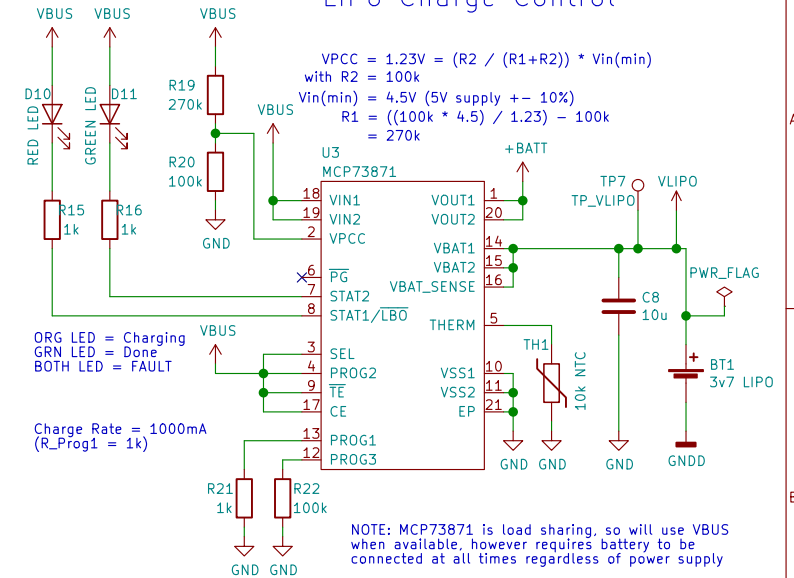 LiPo Charge Control
VBUS
VBUS
VBUS
VPCC = 1.23V = (R2 / (R1+R2)) * Vin(min)
with R2 = 100k
Vin(min) = 4.5V (5V supply +- 10%)
R1 = ((100k * 4.5) / 1.23) - 100k
= 270k
D10
RED LED
D11
GREEN LED
R19
270k
VBUS
R20
100k
GND
R15
1k
R16
1k
U3
MCP73871
+BATT
TP7
TP_VLIPO
VLIPO
PWR_FLAG
18 VIN1
19 VIN2
2 VPCC
6 PG
7 STAT2
8 STAT1/LBO
3 SEL
4 PROG2
9 TE
17 CE
13 PROG1
12 PROG3
VOUT1 1
VOUT2 20
VBAT1 14
VBAT2 15
VBAT_SENSE 16
THERM 5
VSS1 10
VSS2 11
EP 21
C8
10u
TH1
10k NTC
BT1
3v7 LIPO
GND
GND
GND
GNDD
VBUS
ORG LED = Charging
GRN LED = Done
BOTH LED = FAULT
Charge Rate = 1000mA
(R_Prog1 = 1k)
R21
1k
R22
100k
GND
GND
NOTE: MCP73871 is load sharing, so will use VBUS
when available, however requires battery to be
connected at all times regardless of power supply